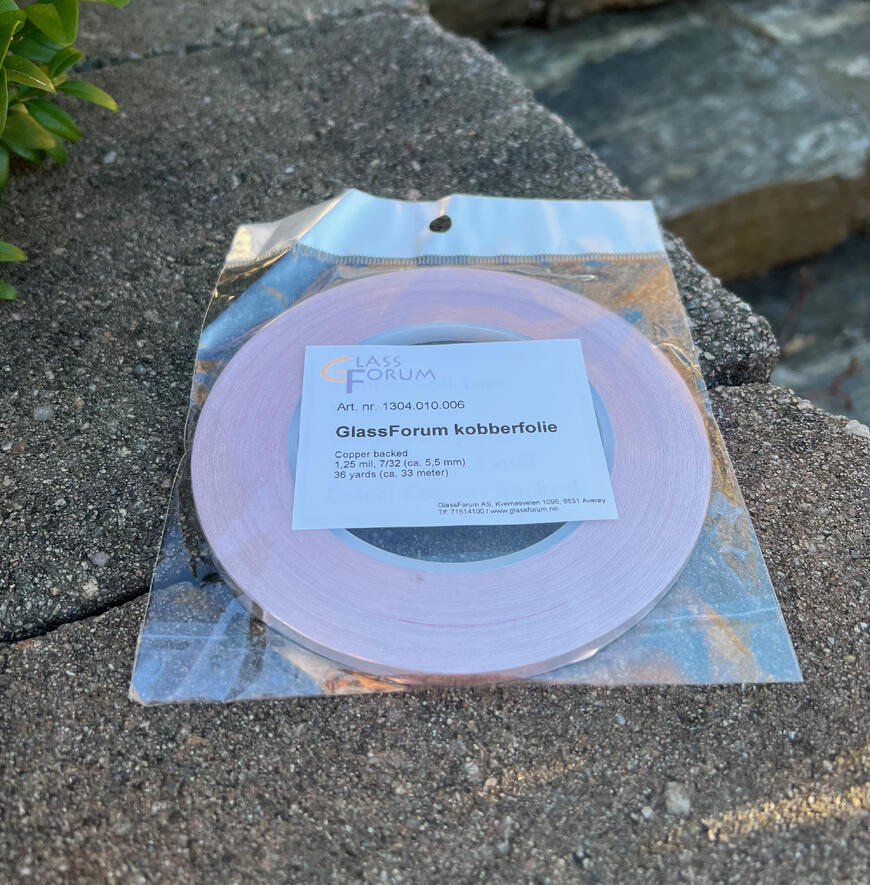 GLASS
FORUM
Art. nr. 1304.010.006
GlassForum kobberfolie
Copper backed
1,25 mil, 7/32 (ca. 5,5 mm)
36 yards (ca. 33 meter)
GlassForum AS, Kvernesveien 1098, 6531 Averøy
Tlf: 71514100 / www.glassforum.no